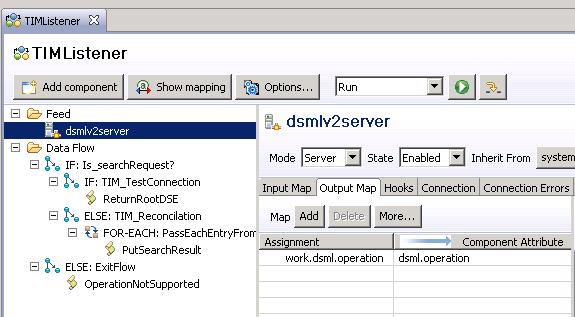 TIMListener
TIMListener
Add component
Show mapping
Options...
Run
Feed
dsmlv2server
Data Flow
IF: Is_searchRequest?
IF: TIM_TestConnection
ReturnRootDSE
ELSE: TIM_Reconcilation
FOR-EACH: PassEachEntryFrom
PutSearchResult
ELSE: ExitFlow
OperationNotSupported
dsmlv2server
Mode Server State Enabled Inherit From system
Input Map Output Map Hooks Connection Connection Errors
Map Add Delete More...
Assignment Component Attribute
work.dsml.operation dsml.operation